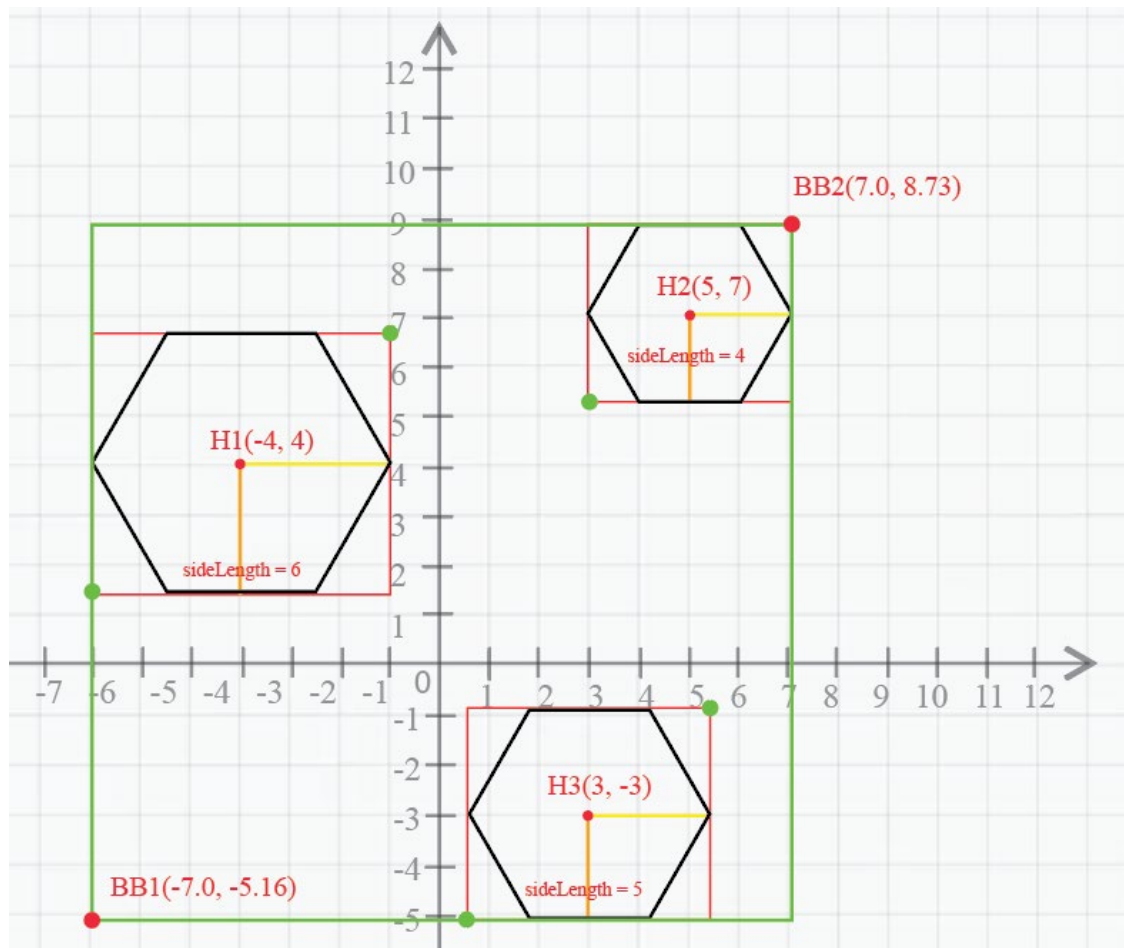 12
11
10
BB2(7.0, 8.73)
9
8
H2(5, 7)
7
sideLength = 4
6
5
H1(-4, 4)
4
3
sideLength = 6
2
1
-7 -6 -5 -4 -3 -2 -1 0 1 2 3 4 5 6 7 8 9 10 11 12
-1
-2
H3(3, -3)
-3
-4
BB1(-7.0, -5.16)
sideLength = 5
-5